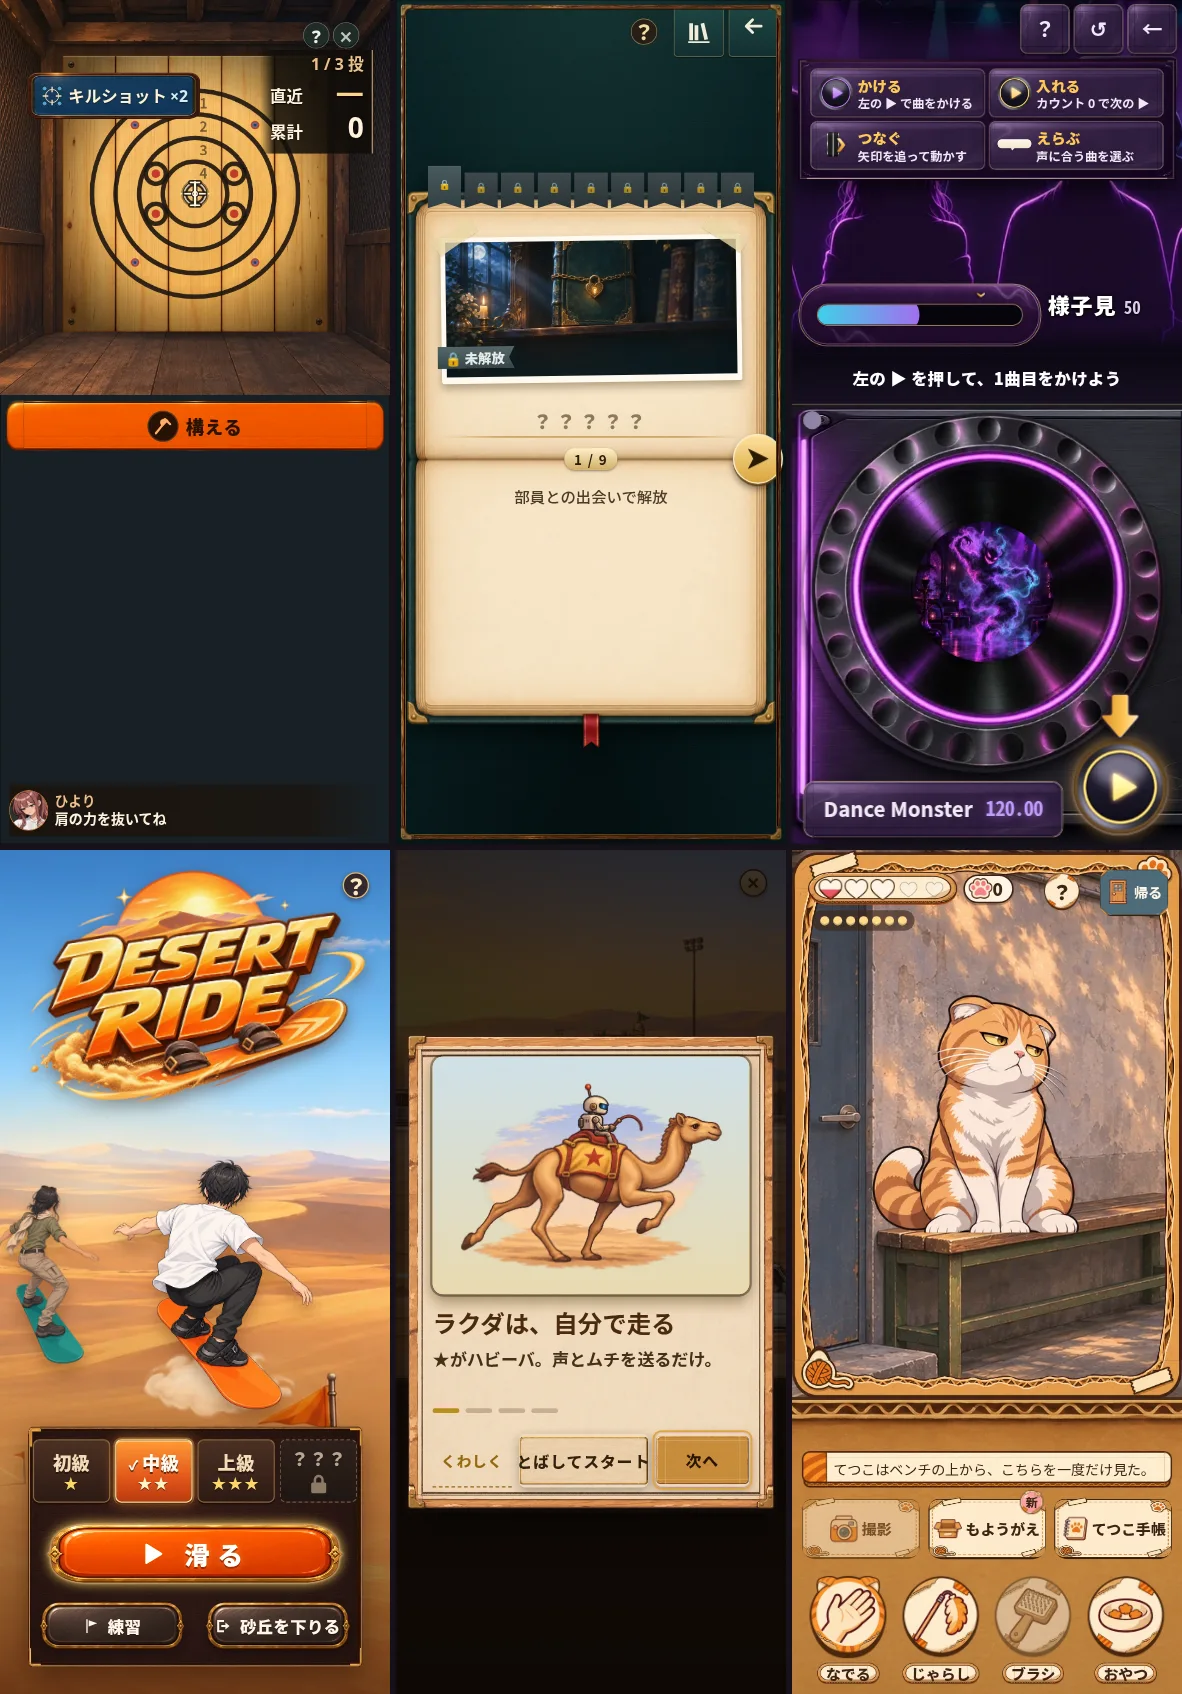 ? ×
1 / 3 投
キルショット ×2
直近 —
累計 0
1
2
3
4
構える
ひより
肩の力を抜いてね
?
未解放
? ? ? ? ?
1 / 9
部員との出会いで解放
?
かける
左の ▶ で曲をかける
入れる
カウント 0 で次の ▶
つなぐ
矢印を追って動かす
えらぶ
声に合う曲を選ぶ
様子見 50
左の ▶ を押して、1曲目をかけよう
Dance Monster 120.00
?
DESERT
RIDE
初級
★
✓中級
★★
上級
★★★
? ? ?
滑る
練習
砂丘を下りる
×
ラクダは、自分で走る
★がハビーバ。声とムチを送るだけ。
くわしく
とばしてスタート
次へ
0
?
帰る
てつこはベンチの上から、こちらを一度だけ見た。
撮影
もようがえ
新
てつこ手帳
なでる
じゃらし
ブラシ
おやつ